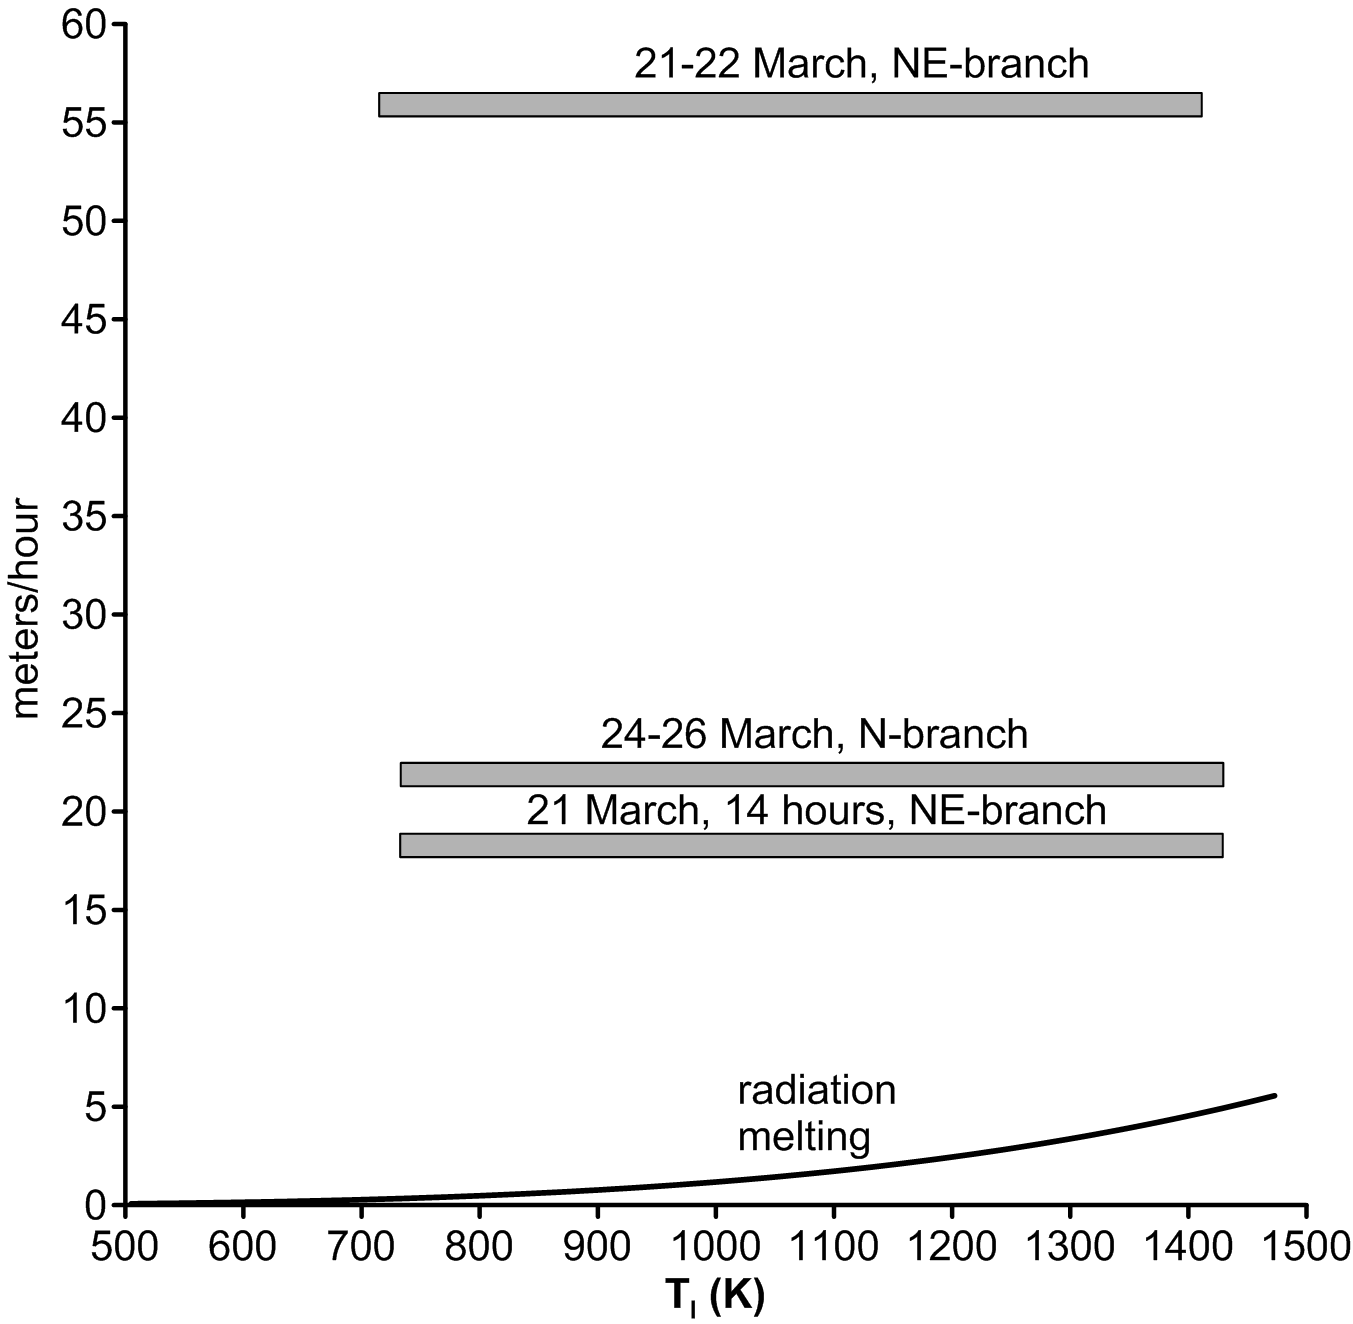 60
21-22 March, NE-branch
55
50
45
40
35
meters/hour
30
25
24-26 March, N-branch
20
21 March, 14 hours, NE-branch
15
10
radiation
melting
5
0
500 600 700 800 900 1000 1100 1200 1300 1400 1500
Tl (K)